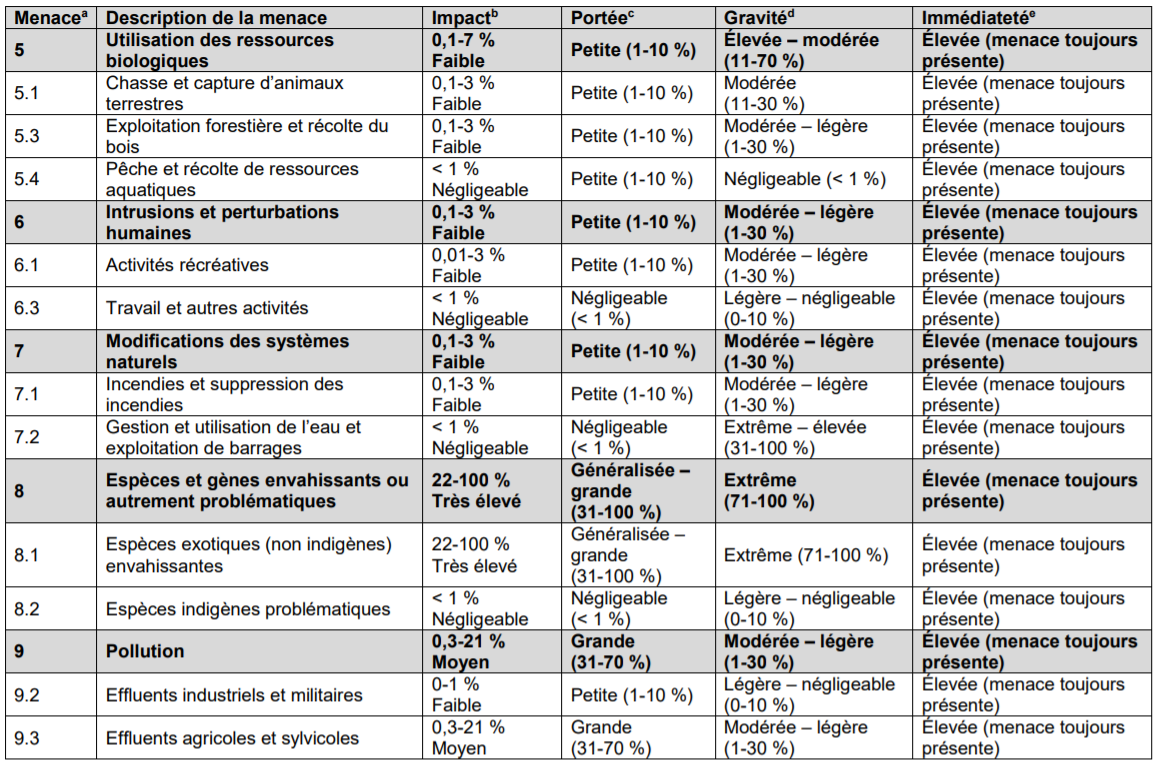 Menaceᵃ Description de la menace Impactᵇ Portéeᶜ Gravitéᵈ Immédiatetéᵉ
5 Utilisation des ressources biologiques 0,1-7 % Faible Petite (1-10 %) Élevée – modérée (11-70 %) Élevée (menace toujours présente)
5.1 Chasse et capture d’animaux terrestres 0,1-3 % Faible Petite (1-10 %) Modérée (11-30 %) Élevée (menace toujours présente)
5.3 Exploitation forestière et récolte du bois 0,1-3 % Faible Petite (1-10 %) Modérée – légère (1-30 %) Élevée (menace toujours présente)
5.4 Pêche et récolte de ressources aquatiques < 1 % Négligeable Petite (1-10 %) Négligeable (< 1 %) Élevée (menace toujours présente)
6 Intrusions et perturbations humaines 0,1-3 % Faible Petite (1-10 %) Modérée – légère (1-30 %) Élevée (menace toujours présente)
6.1 Activités récréatives 0,01-3 % Faible Petite (1-10 %) Modérée – légère (1-30 %) Élevée (menace toujours présente)
6.3 Travail et autres activités < 1 % Négligeable Négligeable (< 1 %) Légère – négligeable (0-10 %) Élevée (menace toujours présente)
7 Modifications des systèmes naturels 0,1-3 % Faible Petite (1-10 %) Modérée – légère (1-30 %) Élevée (menace toujours présente)
7.1 Incendies et suppression des incendies 0,1-3 % Faible Petite (1-10 %) Modérée – légère (1-30 %) Élevée (menace toujours présente)
7.2 Gestion et utilisation de l’eau et exploitation de barrages < 1 % Négligeable Négligeable (< 1 %) Extrême – élevée (31-100 %) Élevée (menace toujours présente)
8 Espèces et gènes envahissants ou autrement problématiques 22-100 % Très élevé Généralisée – grande (31-100 %) Extrême (71-100 %) Élevée (menace toujours présente)
8.1 Espèces exotiques (non indigènes) envahissantes 22-100 % Très élevé Généralisée – grande (31-100 %) Extrême (71-100 %) Élevée (menace toujours présente)
8.2 Espèces indigènes problématiques < 1 % Négligeable Négligeable (< 1 %) Légère – négligeable (0-10 %) Élevée (menace toujours présente)
9 Pollution 0,3-21 % Moyen Grande (31-70 %) Modérée – légère (1-30 %) Élevée (menace toujours présente)
9.2 Effluents industriels et militaires 0-1 % Faible Petite (1-10 %) Légère – négligeable (0-10 %) Élevée (menace toujours présente)
9.3 Effluents agricoles et sylvicoles 0,3-21 % Moyen Grande (31-70 %) Modérée – légère (1-30 %) Élevée (menace toujours présente)